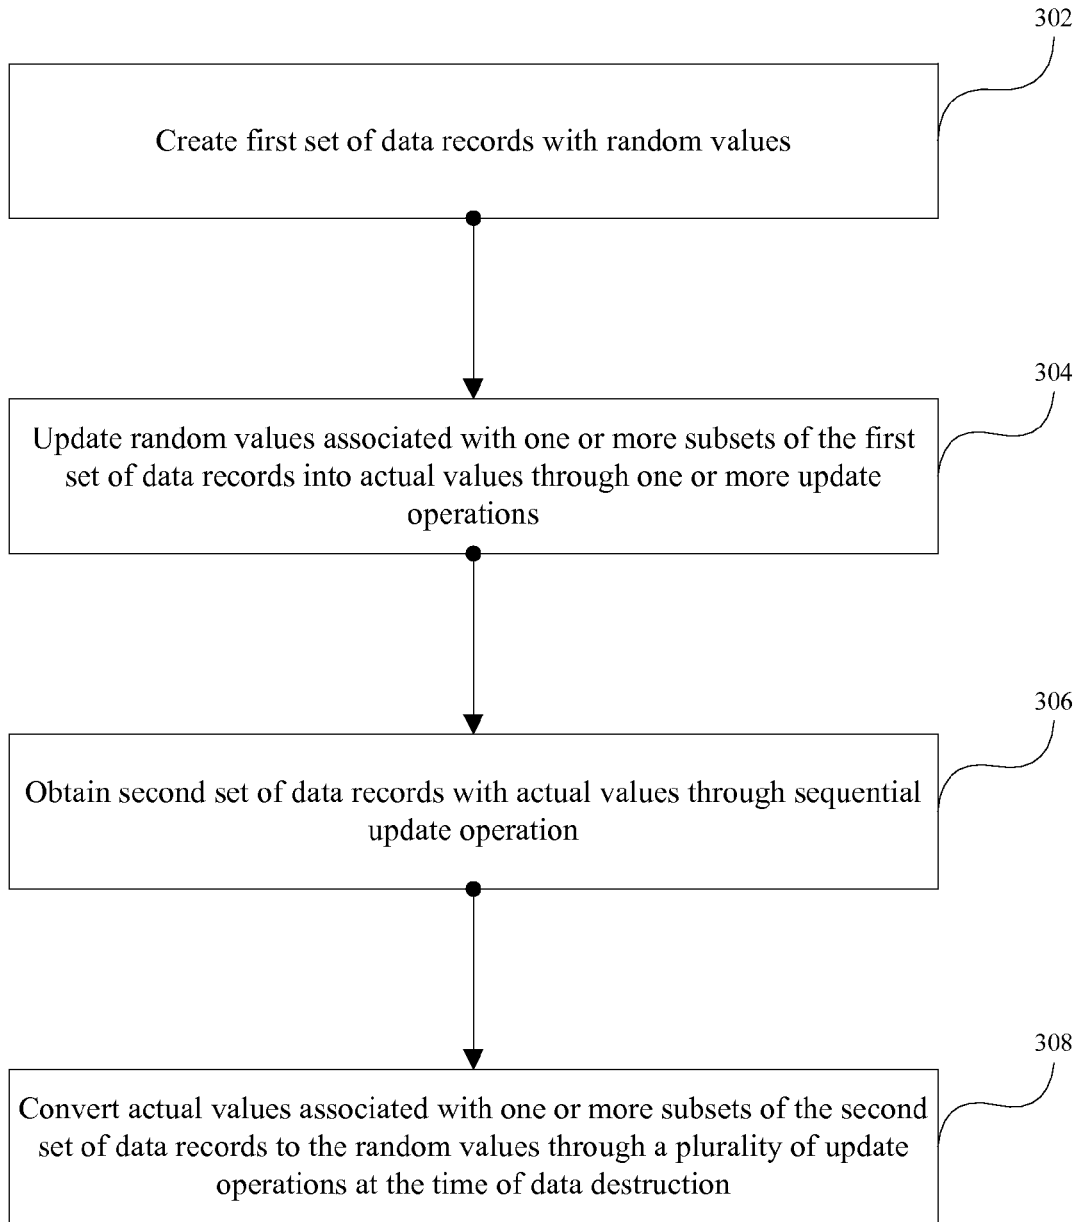 302
Create first set of data records with random values
304
Update random values associated with one or more subsets of the first
set of data records into actual values through one or more update
operations
306
Obtain second set of data records with actual values through sequential
update operation
308
Convert actual values associated with one or more subsets of the second
set of data records to the random values through a plurality of update
operations at the time of data destruction